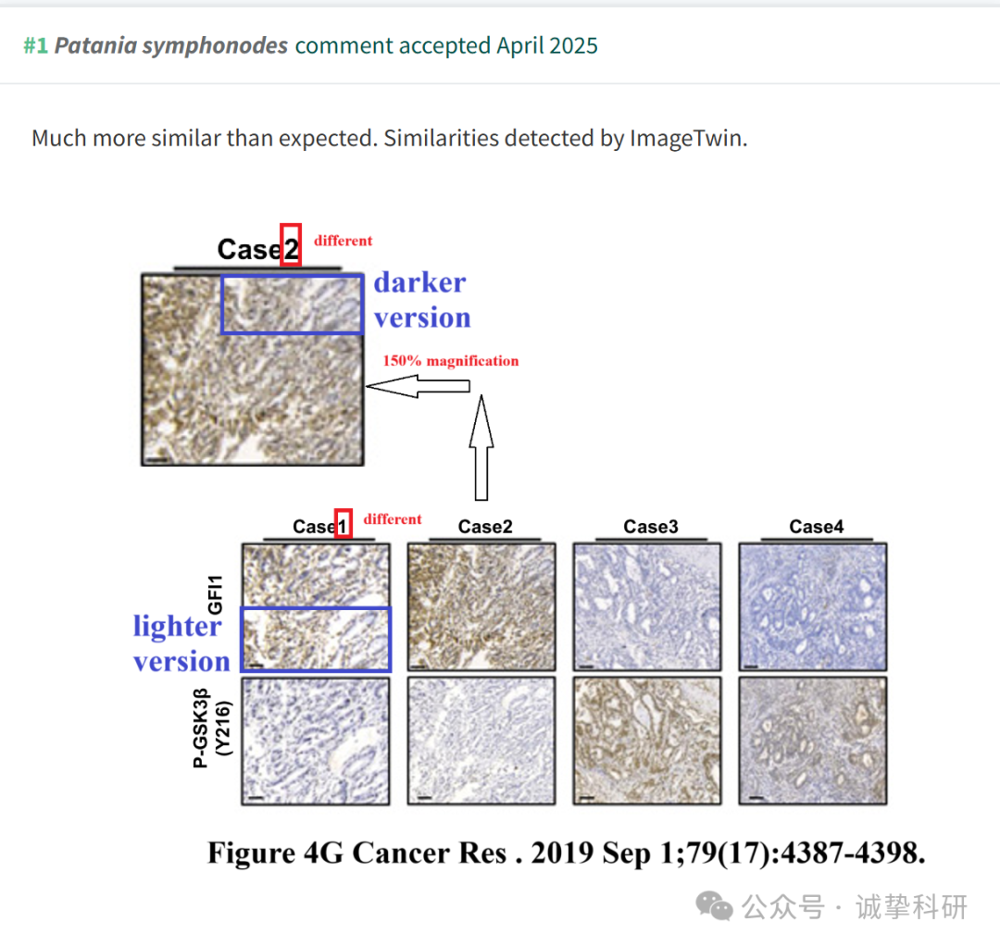 #1 Patania symphonodes comment accepted April 2025
Much more similar than expected. Similarities detected by ImageTwin.
Case2 different
darker
version
150% magnification
Case1 different Case2 Case3 Case4
GFI1
lighter
version
P-GSK3β
(Y216)
Figure 4G Cancer Res . 2019 Sep 1;79(17):4387-4398.
公众号 · 诚挚科研